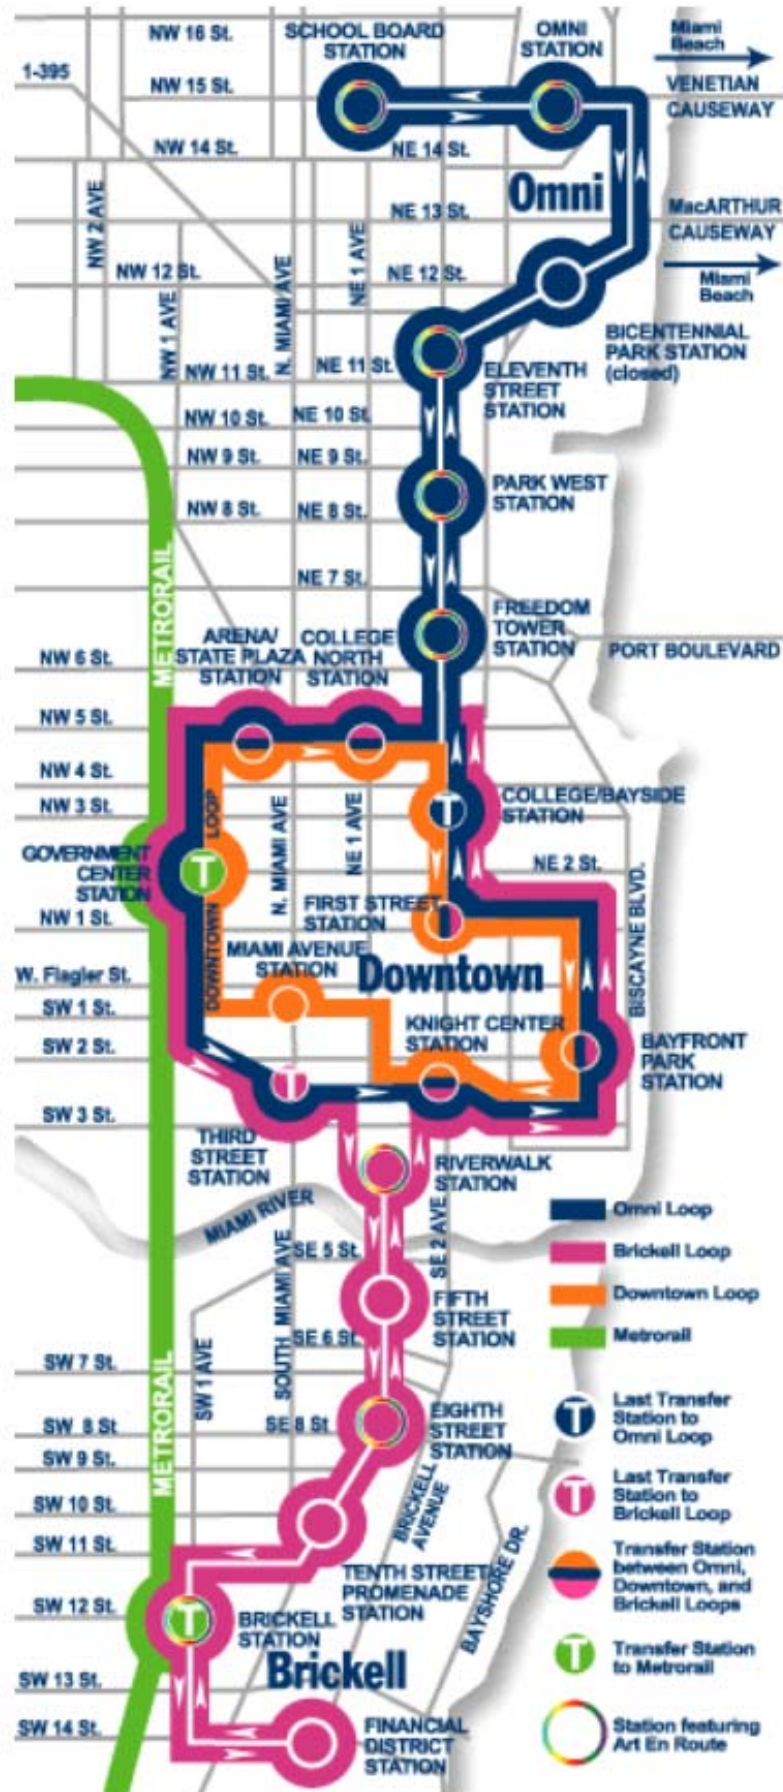 NW 16 St.
SCHOOL BOARD
STATION
OMNI
STATION
Miami
Beach
1-395
NW 15 St.
VENETIAN
CAUSEWAY
NW 14 St.
NE 14 St.
Omni
NW 2 AVE
NE 13 St.
MacARTHUR
CAUSEWAY
NW 12 St.
N. MIAMI AVE
NE 1 AVE
NE 12 St.
Miami
Beach
NW 1 AVE
BICENTENNIAL
PARK STATION
(closed)
NW 11 St.
NE 11 St.
ELEVENTH
STREET
STATION
NW 10 St.
NE 10 St.
NW 9 St.
NE 9 St.
PARK WEST
STATION
NW 8 St.
NE 8 St.
METRORAIL
NE 7 St.
FREEDOM
TOWER
STATION
ARENA/
STATE PLAZA
STATION
COLLEGE
NORTH
STATION
NW 6 St.
PORT BOULEVARD
NW 5 St.
NW 4 St.
NW 3 St.
DOWNTOWN LOOP
N. MIAMI AVE
NE 1 AVE
T
COLLEGE/BAYSIDE
STATION
GOVERNMENT
CENTER
STATION
T
NE 2 St.
NW 1 St.
FIRST STREET
STATION
BISCAYNE BLVD.
MIAMI AVENUE
STATION
Downtown
W. Flagler St.
SW 1 St.
KNIGHT CENTER
STATION
SW 2 St.
BAYFRONT
PARK
STATION
T
SW 3 St.
THIRD
STREET
STATION
RIVERWALK
STATION
MIAMI RIVER
SE 2 AVE
Omni Loop
SE 5 St.
Brickell Loop
SOUTH MIAMI AVE
FIFTH
STREET
STATION
Downtown Loop
SE 6 St.
Metrorail
METRORAIL
SW 7 St.
SW 1 AVE
T
Last Transfer
Station to
Omni Loop
SW 8 St
SE 8 St
EIGHTH
STREET
STATION
SW 9 St.
BRICKELL
AVENUE
T
Last Transfer
Station to
Brickell Loop
SW 10 St.
SW 11 St.
TENTH STREET
PROMENADE
STATION
BAYSHORE DR.
Transfer Station
between Omni,
Downtown, and
Brickell Loops
SW 12 St.
T
BRICKELL
STATION
T
Transfer Station
to Metrorail
Brickell
SW 13 St.
SW 14 St.
FINANCIAL
DISTRICT
STATION
Station featuring
Art En Route